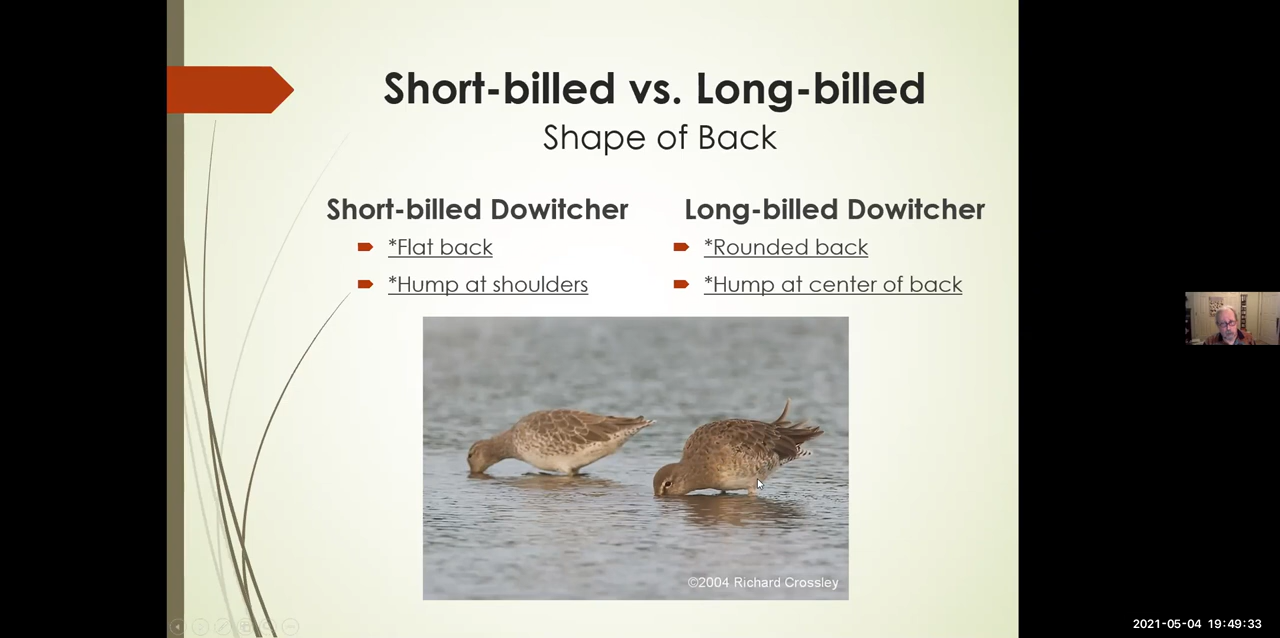 Short-billed vs. Long-billed
Shape of Back
Short-billed Dowitcher
*Flat back
*Hump at shoulders
Long-billed Dowitcher
*Rounded back
*Hump at center of back
©2004 Richard Crossley
2021-05-04 19:49:33